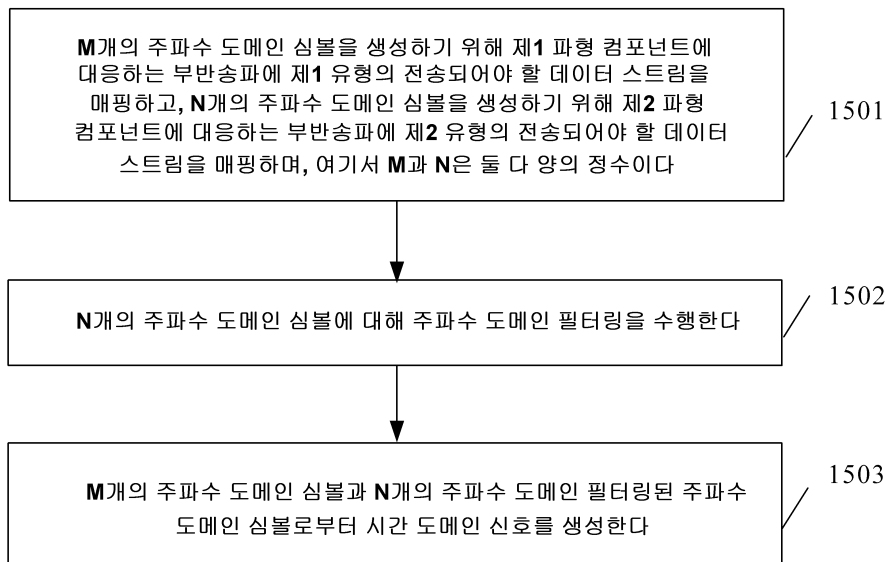 M개의 주파수 도메인 심볼을 생성하기 위해 제1 파형 컴포넌트에
대응하는 부반송파에 제1 유형의 전송되어야 할 데이터 스트림을
매핑하고, N개의 주파수 도메인 심볼을 생성하기 위해 제2 파형
컴포넌트에 대응하는 부반송파에 제2 유형의 전송되어야 할 데이터
스트림을 매핑하며, 여기서 M과 N은 둘 다 양의 정수이다
1501
N개의 주파수 도메인 심볼에 대해 주파수 도메인 필터링을 수행한다
1502
M개의 주파수 도메인 심볼과 N개의 주파수 도메인 필터링된 주파수
도메인 심볼로부터 시간 도메인 신호를 생성한다
1503